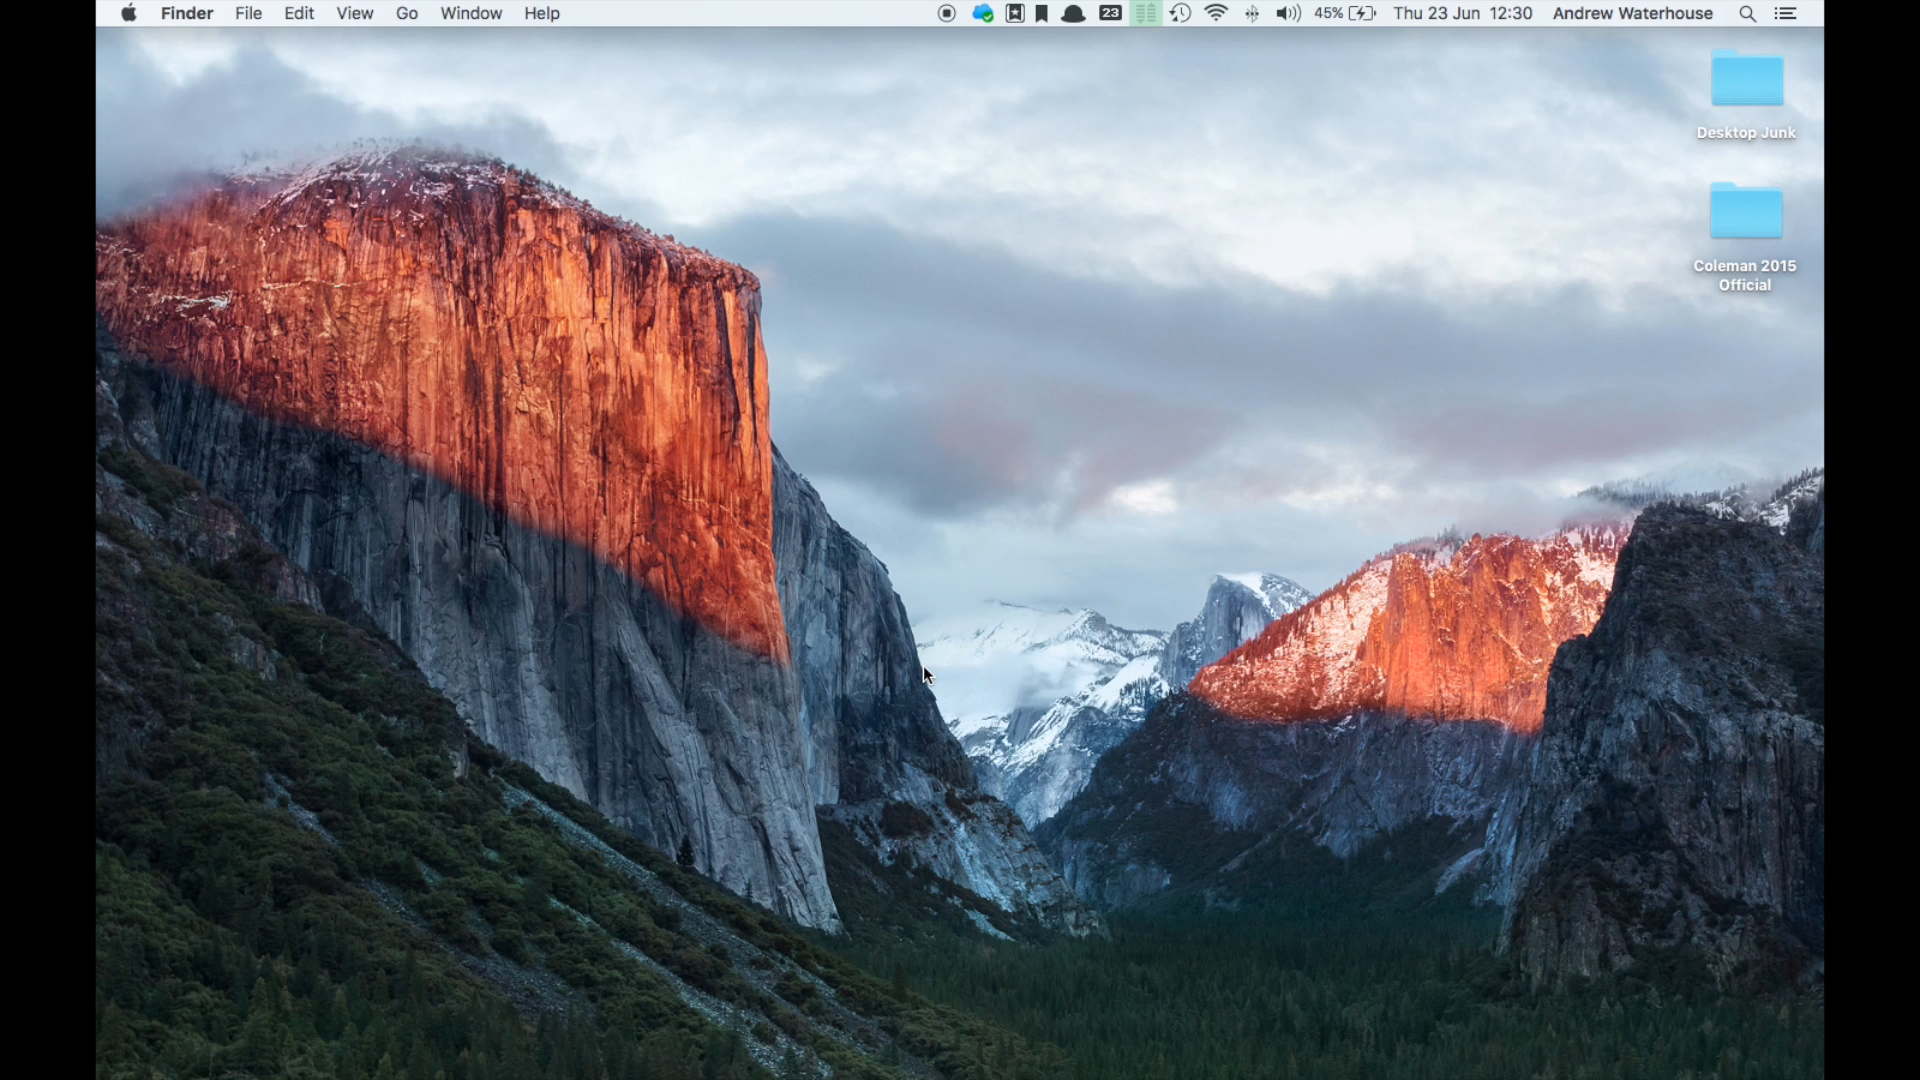 Finder File Edit View Go Window Help 23 45% Thu 23 Jun 12:30 Andrew Waterhouse
Desktop Junk
Coleman 2015
Official